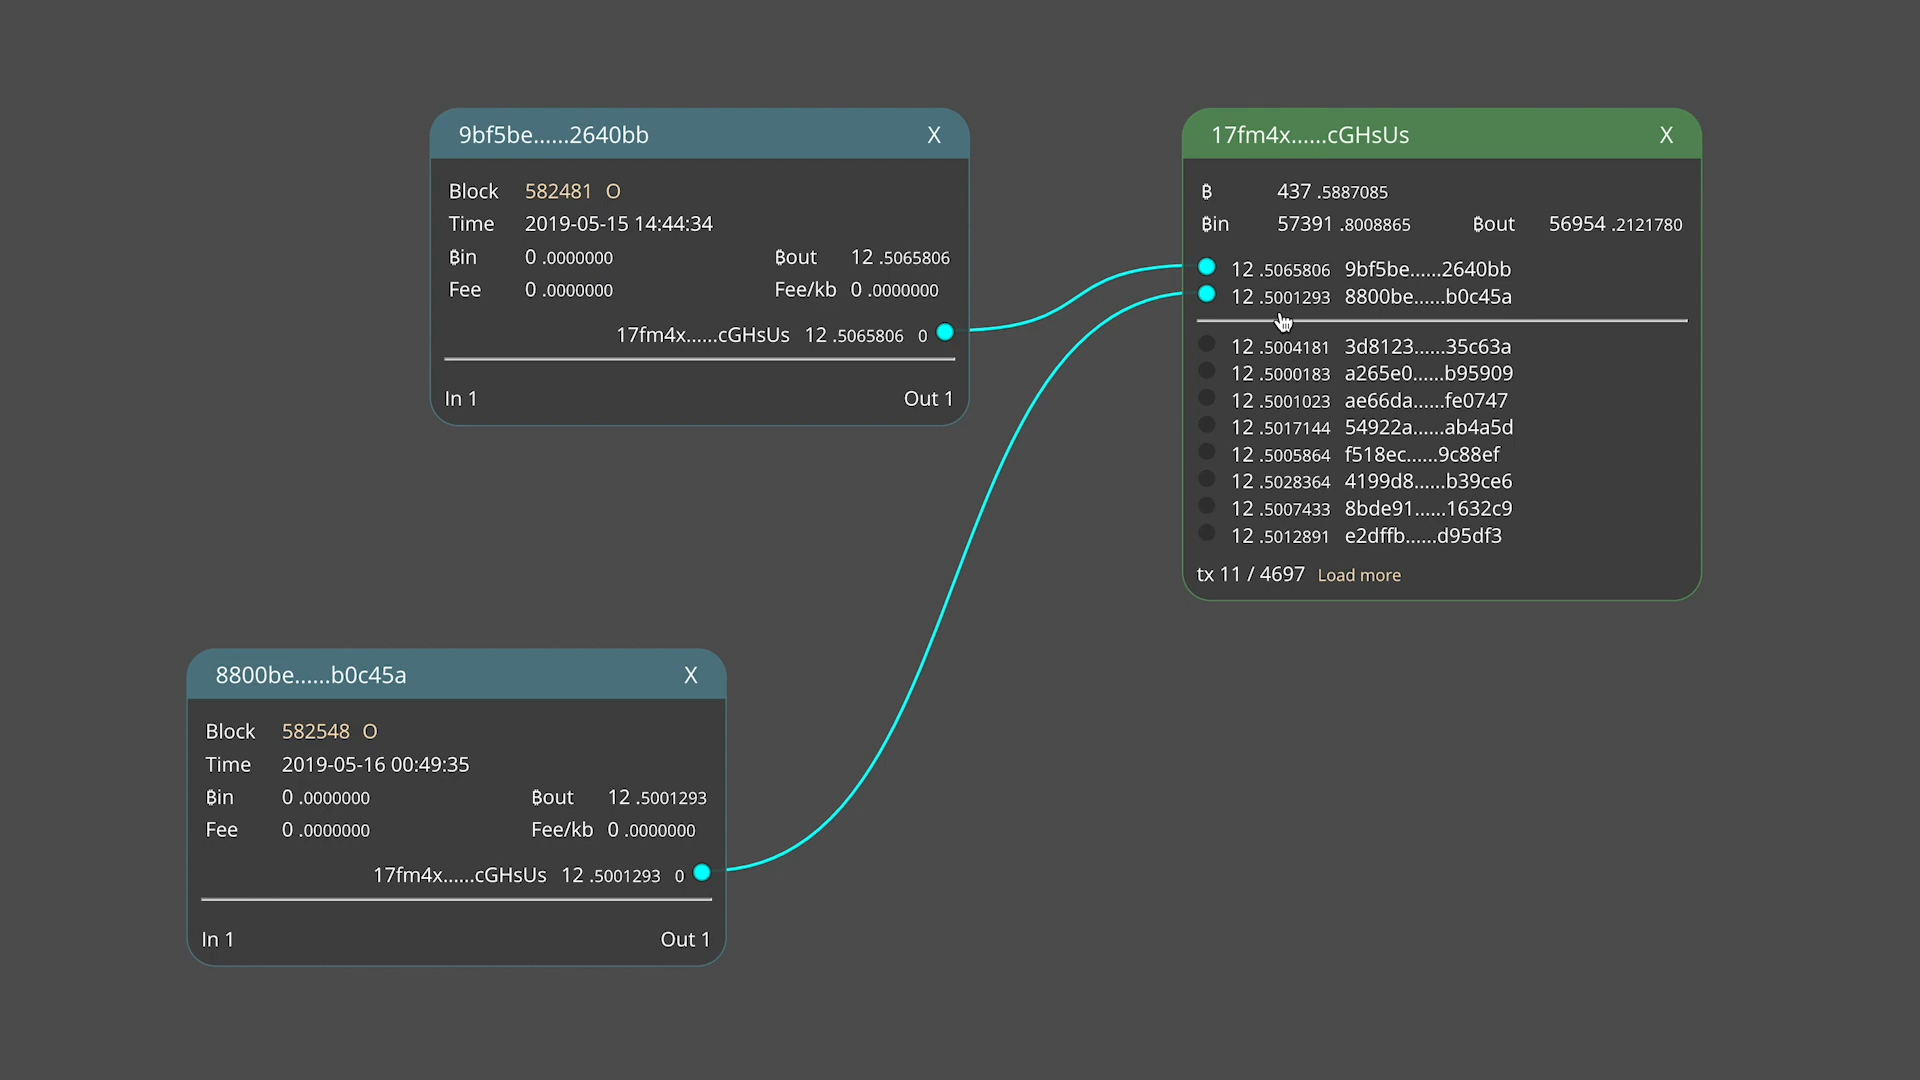 9bf5be......2640bb X
Block 582481 O
Time 2019-05-15 14:44:34
₿in 0 .0000000 ₿out 12 .5065806
Fee 0 .0000000 Fee/kb 0 .0000000
17fm4x......cGHsUs 12 .5065806 0
In 1 Out 1
17fm4x......cGHsUs X
₿ 437 .5887085
₿in 57391 .8008865 ₿out 56954 .2121780
12 .5065806 9bf5be......2640bb
12 .5001293 8800be......b0c45a
12 .5004181 3d8123......35c63a
12 .5000183 a265e0......b95909
12 .5001023 ae66da......fe0747
12 .5017144 54922a......ab4a5d
12 .5005864 f518ec......9c88ef
12 .5028364 4199d8......b39ce6
12 .5007433 8bde91......1632c9
12 .5012891 e2dffb......d95df3
tx 11 / 4697 Load more
8800be......b0c45a X
Block 582548 O
Time 2019-05-16 00:49:35
₿in 0 .0000000 ₿out 12 .5001293
Fee 0 .0000000 Fee/kb 0 .0000000
17fm4x......cGHsUs 12 .5001293 0
In 1 Out 1